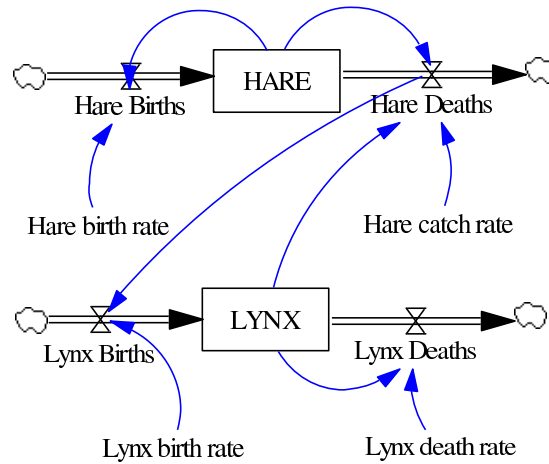 HARE
Hare Births
Hare Deaths
Hare birth rate
Hare catch rate
LYNX
Lynx Births
Lynx Deaths
Lynx birth rate
Lynx death rate